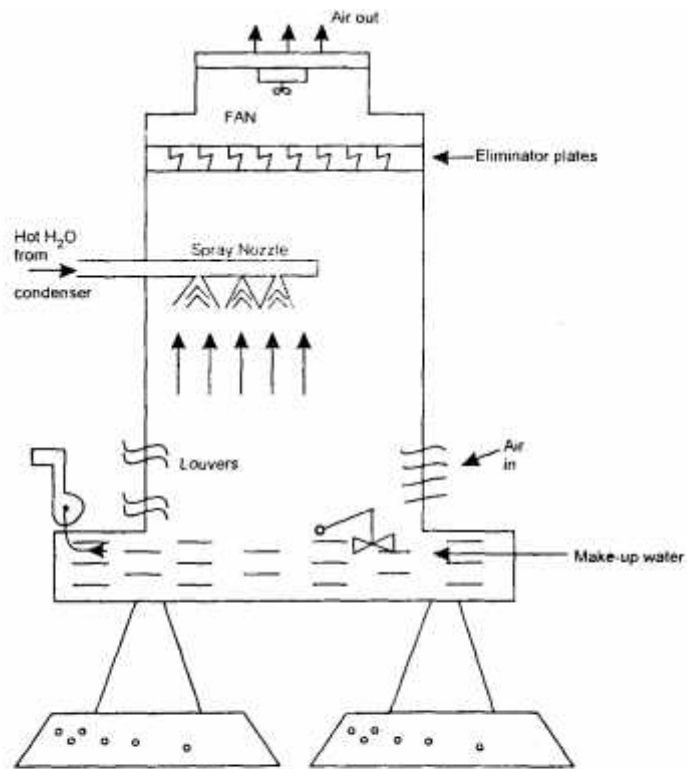 Air out
FAN
Eliminator plates
Hot H₂O
from
condenser
Spray Nozzle
Louvers
Air
in
Make-up water